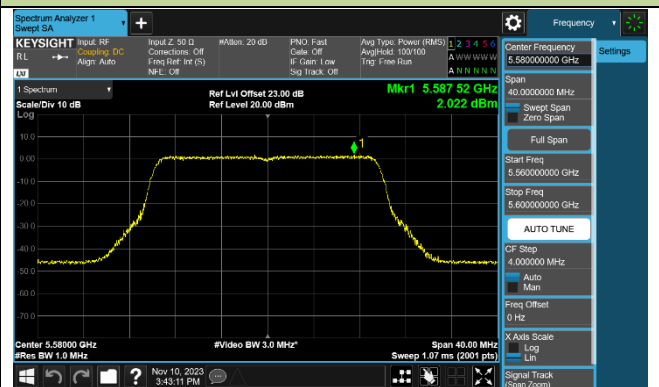 Spectrum Analyzer 1
Swept SA
Frequency
KEYSIGHT
RL
LXI
Input: RF
Coupling: DC
Align: Auto
Input Z: 50 Ω
Corrections: Off
Freq Ref: Int (S)
NFE: Off
#Atten: 20 dB
PNO: Fast
Gate: Off
IF Gain: Low
Sig Track: Off
Avg Type: Power (RMS)
Avg|Hold: 100/100
Trig: Free Run
1 2 3 4 5 6
A W W W W W
A N N N N N
1 Spectrum
Scale/Div 10 dB
Log
Ref Lvl Offset 23.00 dB
Ref Level 20.00 dBm
Mkr1 5.587 52 GHz
2.022 dBm
1
10.0
0.00
-10.0
-20.0
-30.0
-40.0
-50.0
-60.0
-70.0
Center 5.58000 GHz
#Res BW 1.0 MHz
#Video BW 3.0 MHz*
Span 40.00 MHz
Sweep 1.07 ms (2001 pts)
Nov 10, 2023
3:43:11 PM
Center Frequency
5.580000000 GHz
Span
40.0000000 MHz
Swept Span
Zero Span
Full Span
Start Freq
5.560000000 GHz
Stop Freq
5.600000000 GHz
AUTO TUNE
CF Step
4.000000 MHz
Auto
Man
Freq Offset
0 Hz
X Axis Scale
Log
Lin
Signal Track
(Span Zoom)
Settings